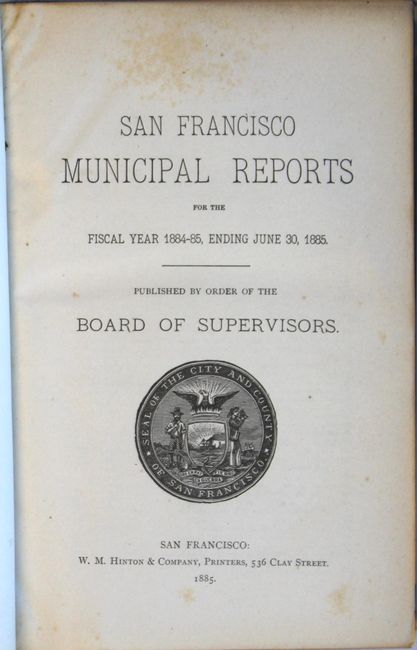 SAN FRANCISCO
MUNICIPAL REPORTS
FOR THE
FISCAL YEAR 1884-85, ENDING JUNE 30, 1885.
PUBLISHED BY ORDER OF THE
BOARD OF SUPERVISORS.
SEAL OF THE CITY AND COUNTY
OF SAN FRANCISCO.
SAN FRANCISCO:
W. M. HINTON & COMPANY, PRINTERS, 536 CLAY STREET.
1885.